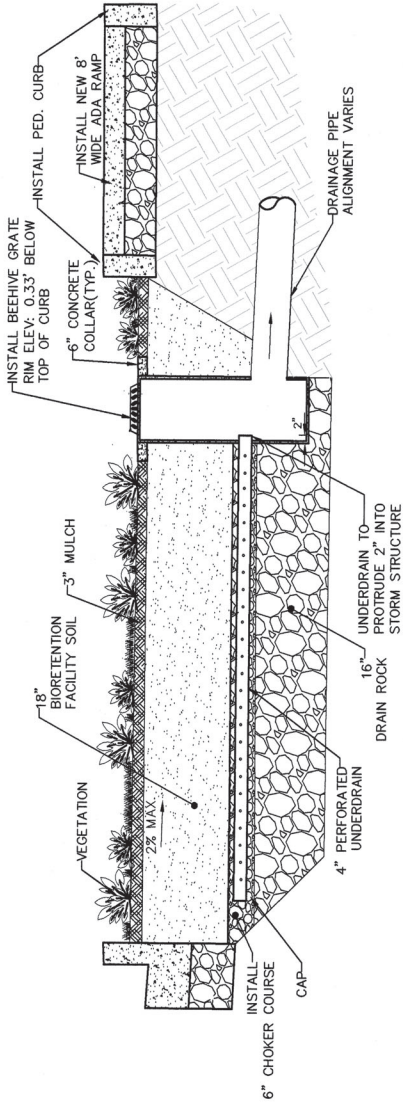 INSTALL BEEHIVE GRATE
RIM ELEV: 0.33' BELOW
TOP OF CURB
INSTALL PED. CURB
INSTALL NEW 8'
WIDE ADA RAMP
6" CONCRETE
COLLAR(TYP.)
VEGETATION
18"
BIORETENTION
FACILITY SOIL
3" MULCH
2% MAX.
2"
INSTALL
6" CHOKER COURSE
CAP
4" PERFORATED
UNDERDRAIN
16"
DRAIN ROCK
UNDERDRAIN TO
PROTRUDE 2" INTO
STORM STRUCTURE
DRAINAGE PIPE
ALIGNMENT VARIES